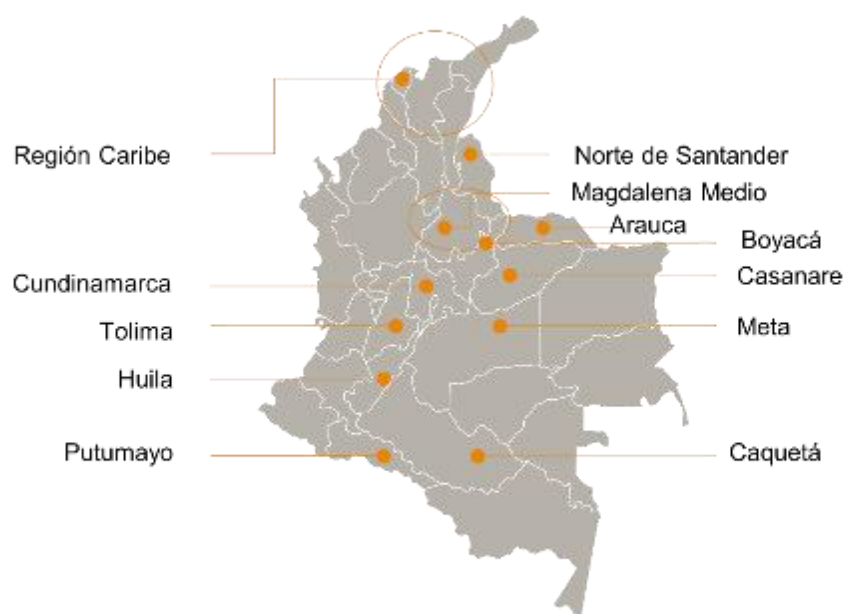 Región Caribe
Norte de Santander
Magdalena Medio
Arauca
Boyacá
Cundinamarca
Casanare
Tolima
Meta
Huila
Putumayo
Caquetá